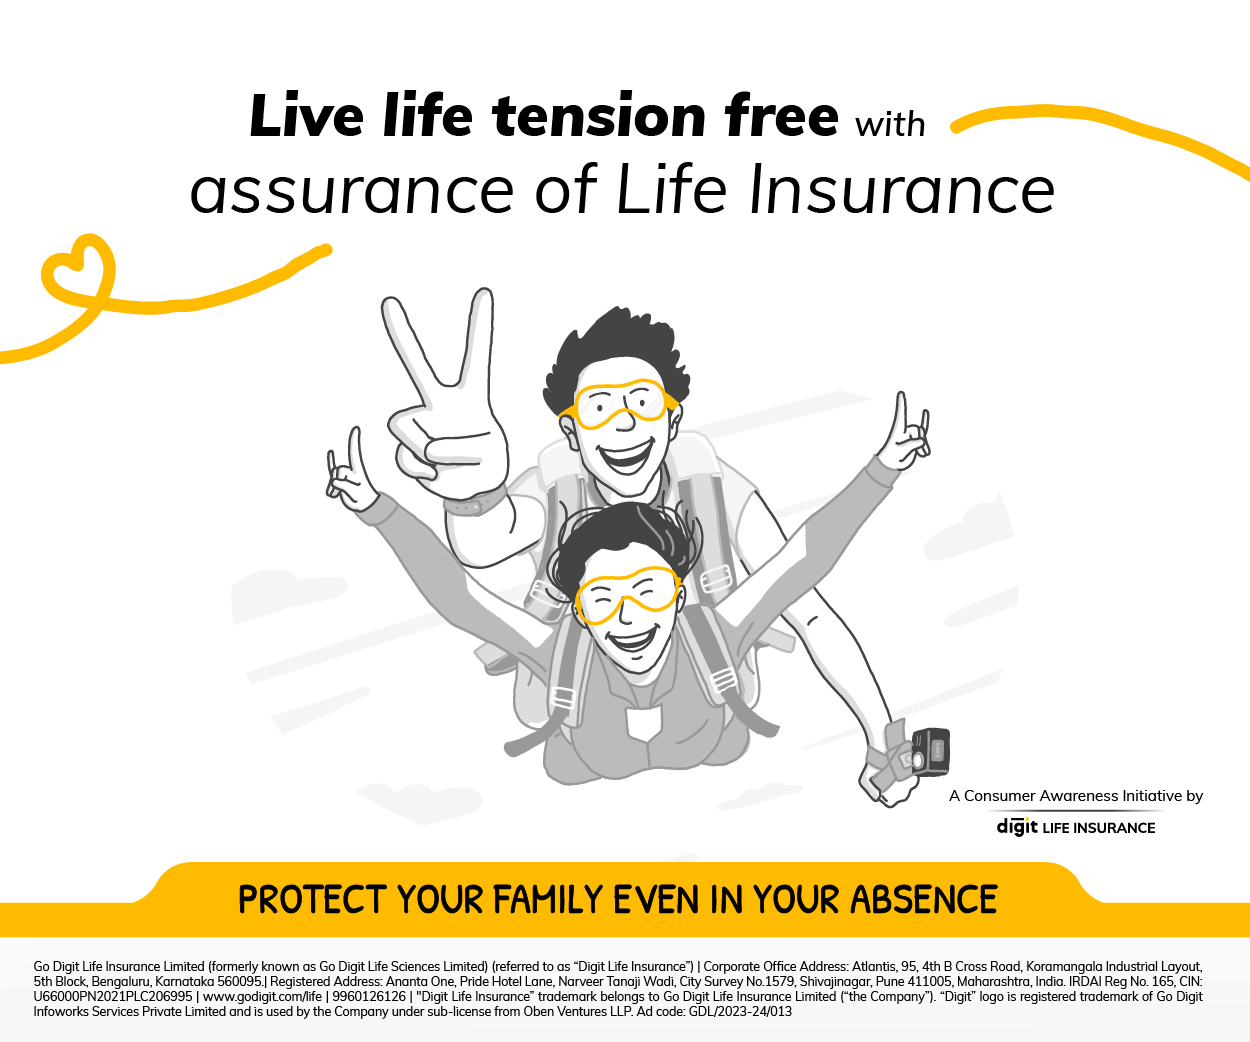 Live life tension free with
assurance of Life Insurance
A Consumer Awareness Initiative by
digit LIFE INSURANCE
PROTECT YOUR FAMILY EVEN IN YOUR ABSENCE
Go Digit Life Insurance Limited (formerly known as Go Digit Life Sciences Limited) (referred to as “Digit Life Insurance”) | Corporate Office Address: Atlantis, 95, 4th B Cross Road, Koramangala Industrial Layout,
5th Block, Bengaluru, Karnataka 560095.| Registered Address: Ananta One, Pride Hotel Lane, Narveer Tanaji Wadi, City Survey No.1579, Shivajinagar, Pune 411005, Maharashtra, India. IRDAI Reg No. 165, CIN:
U66000PN2021PLC206995 | www.godigit.com/life | 9960126126 | "Digit Life Insurance” trademark belongs to Go Digit Life Insurance Limited (“the Company”). “Digit” logo is registered trademark of Go Digit
Infoworks Services Private Limited and is used by the Company under sub-license from Oben Ventures LLP. Ad code: GDL/2023-24/013